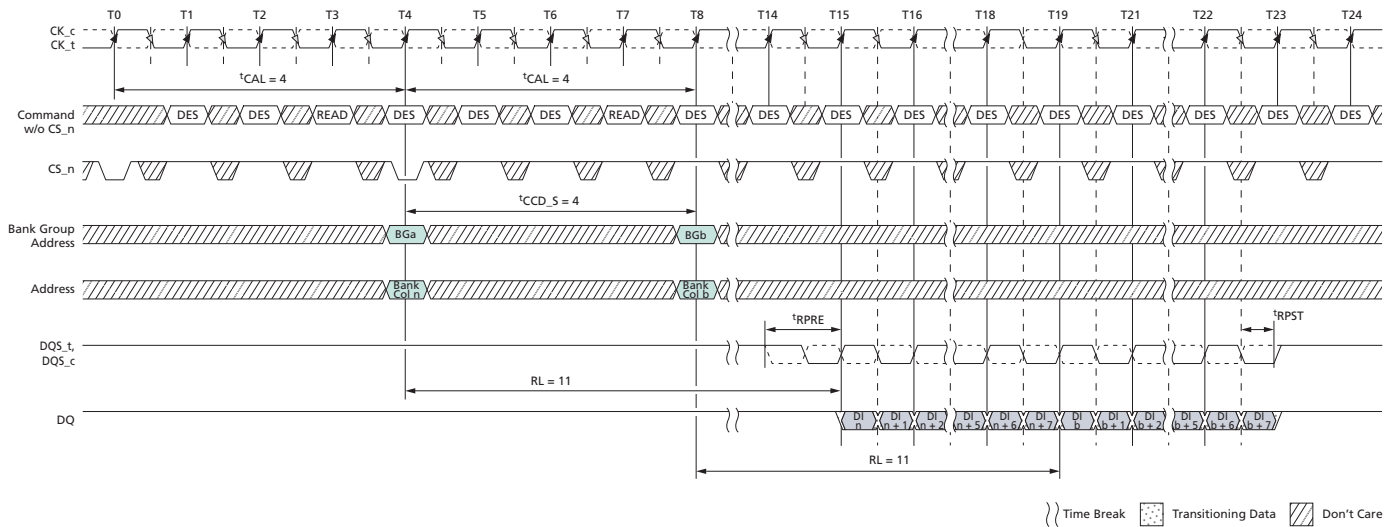 T0 T1 T2 T3 T4 T5 T6 T7 T8 T14 T15 T16 T18 T19 T21 T22 T23 T24
CK_c
CK_t
tCAL = 4 tCAL = 4
Command
w/o CS_n
DES DES READ DES DES DES READ DES DES DES DES DES DES DES DES DES DES
CS_n
tCCD_S = 4
Bank Group
Address
BGa BGb
Address
Bank
Col n
Bank
Col b
tRPRE tRPST
DQS_t,
DQS_c
RL = 11
DQ
DI
n
DI
n + 1
DI
n + 2
DI
n + 5
DI
n + 6
DI
n + 7
DI
b
DI
b + 1
DI
b + 2
DI
b + 5
DI
b + 6
DI
b + 7
RL = 11
Time Break Transitioning Data Don't Care